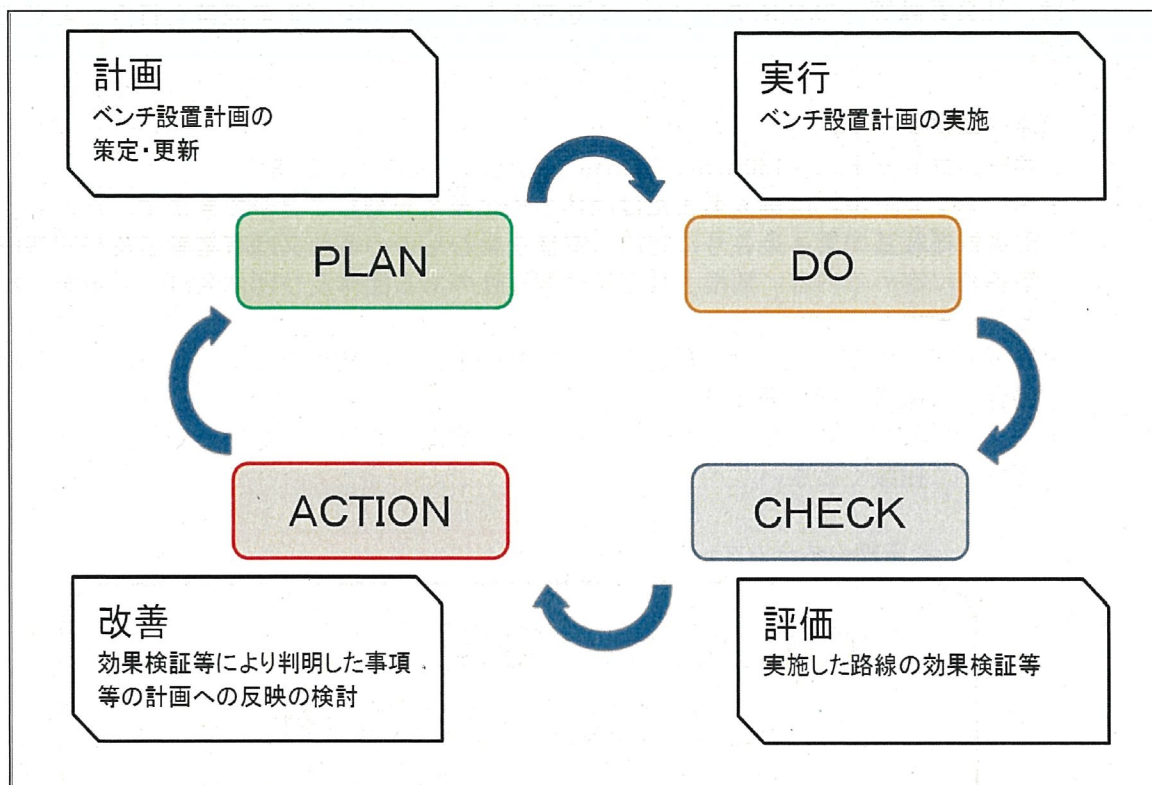 計画
ベンチ設置計画の
策定・更新
実行
ベンチ設置計画の実施
PLAN
DO
ACTION
CHECK
改善
効果検証等により判明した事項
等の計画への反映の検討
評価
実施した路線の効果検証等